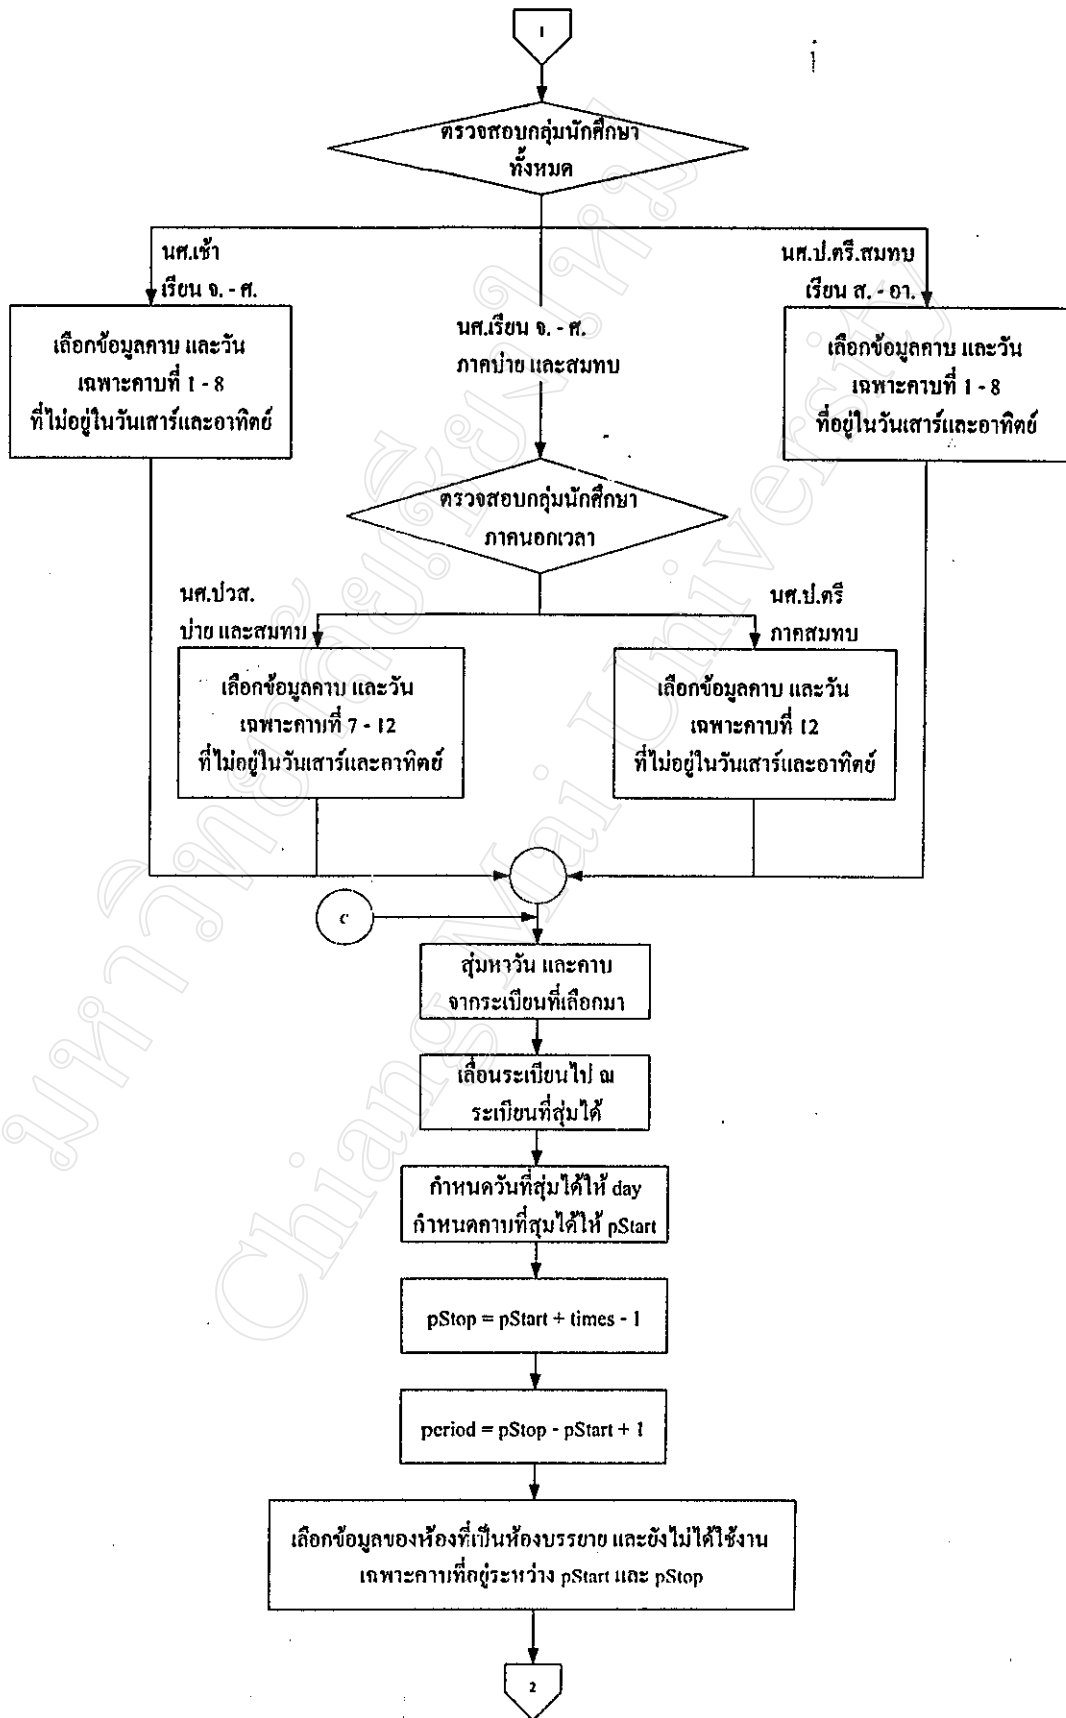 1
ตรวจสอบกลุ่มนักศึกษา
ทั้งหมด
นศ.เช้า
เรียน จ. - ศ.
นศ.เรียน จ. - ศ.
ภาคบ่าย และสมทบ
นศ.ป.ตรี.สมทบ
เรียน ส. - อา.
เลือกข้อมูลคาบ และวัน
เฉพาะคาบที่ 1 - 8
ที่ไม่อยู่ในวันเสาร์และอาทิตย์
เลือกข้อมูลคาบ และวัน
เฉพาะคาบที่ 1 - 8
ที่อยู่ในวันเสาร์และอาทิตย์
ตรวจสอบกลุ่มนักศึกษา
ภาคนอกเวลา
นศ.ปวส.
บ่าย และสมทบ
นศ.ป.ตรี
ภาคสมทบ
เลือกข้อมูลคาบ และวัน
เฉพาะคาบที่ 7 - 12
ที่ไม่อยู่ในวันเสาร์และอาทิตย์
เลือกข้อมูลคาบ และวัน
เฉพาะคาบที่ 12
ที่ไม่อยู่ในวันเสาร์และอาทิตย์
c
สุ่มหาวัน และคาบ
จากระเบียนที่เลือกมา
เลื่อนระเบียนไป ณ
ระเบียนที่สุ่มได้
กำหนดวันที่สุ่มได้ให้ day
กำหนดคาบที่สุมได้ให้ pStart
pStop = pStart + times - 1
period = pStop - pStart + 1
เลือกข้อมูลของห้องที่เป็นห้องบรรยาย และยังไม่ได้ใช้งาน
เฉพาะคาบที่อยู่ระหว่าง pStart และ pStop
2
มหาวิทยาลัยเชียงใหม่
Chiang Mai University